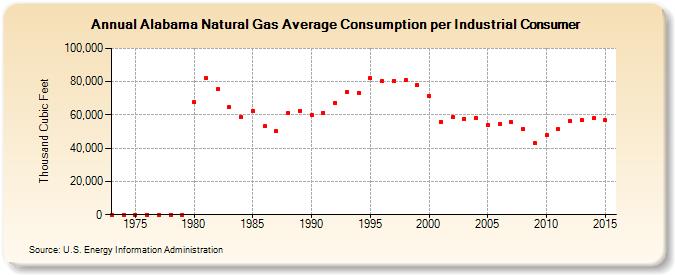 Annual Alabama Natural Gas Average Consumption per Industrial Consumer
Thousand Cubic Feet
100,000
80,000
60,000
40,000
20,000
0
1975 1980 1985 1990 1995 2000 2005 2010 2015
Source: U.S. Energy Information Administration